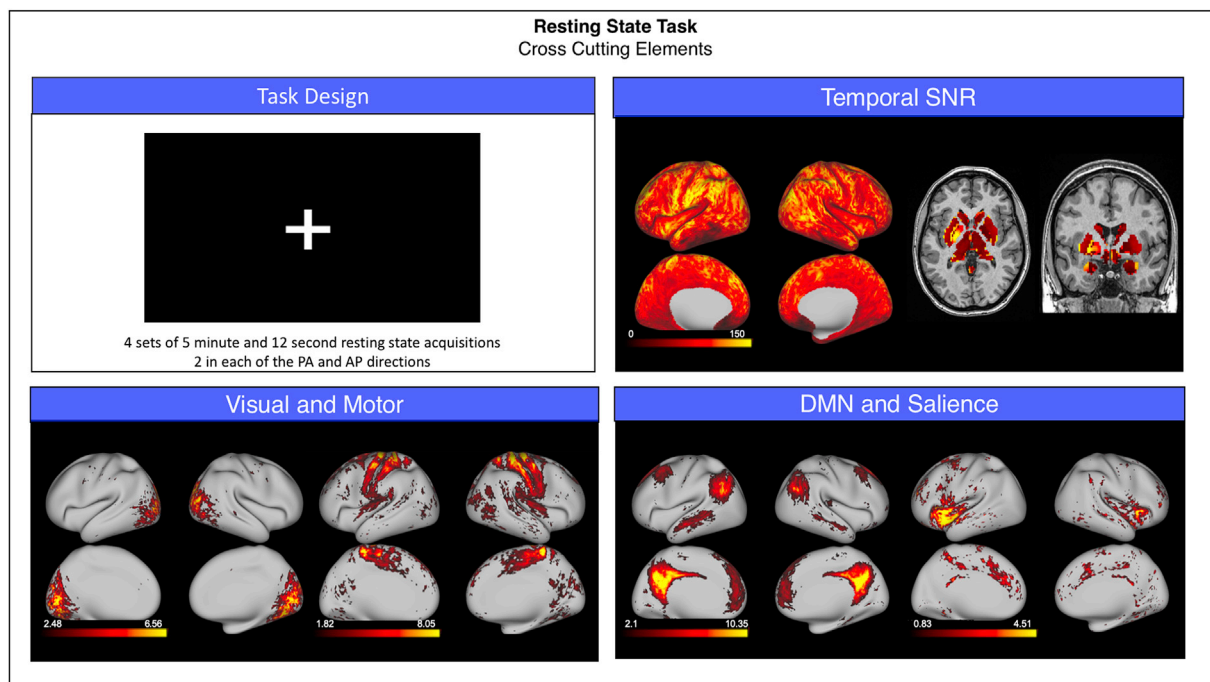 Resting State Task
Cross Cutting Elements
Task Design
4 sets of 5 minute and 12 second resting state acquisitions
2 in each of the PA and AP directions
Temporal SNR
0 150
Visual and Motor
2.48 6.56 1.82 8.05
DMN and Salience
2.1 10.35 0.83 4.51